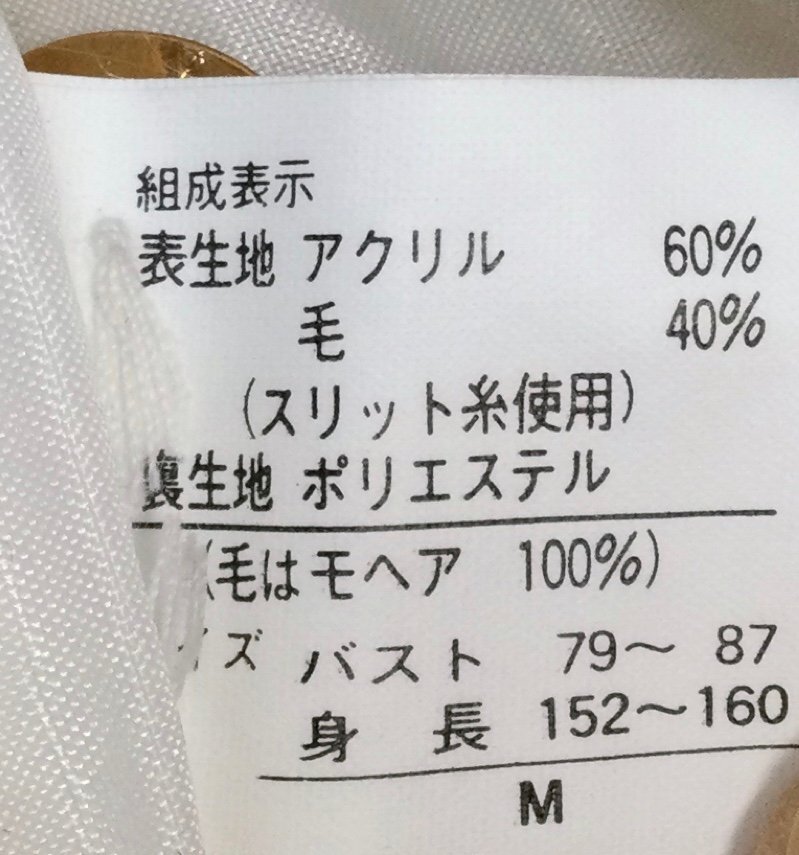 組成表示
表生地 アクリル 60%
毛 40%
(スリット糸使用)
裏生地 ポリエステル
(毛はモヘア 100%)
イズ バスト 79～ 87
身 長 152～160
M